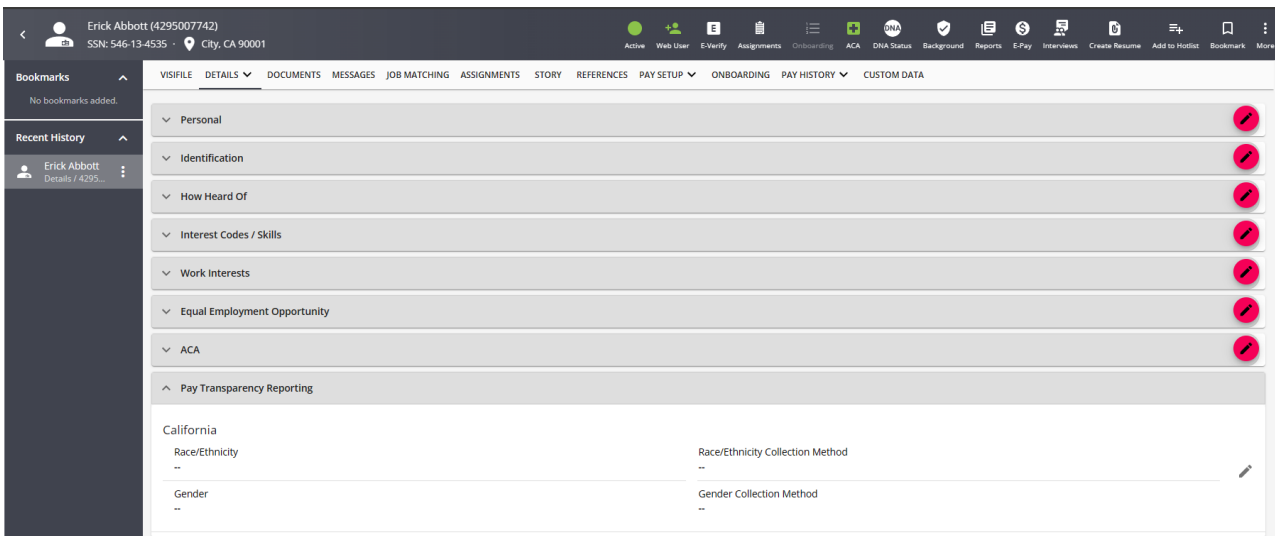 Erick Abbott (4295007742)
SSN: 546-13-4535 · City, CA 90001
Active Web User E-Verify Assignments Onboarding ACA DNA Status Background Reports E-Pay Interviews Create Resume Add to Hotlist Bookmark More
E
DNA
Bookmarks
No bookmarks added.
Recent History
Erick Abbott
Details / 4295...
VISIFILE DETAILS DOCUMENTS MESSAGES JOB MATCHING ASSIGNMENTS STORY REFERENCES PAY SETUP ONBOARDING PAY HISTORY CUSTOM DATA
Personal
Identification
How Heard Of
Interest Codes / Skills
Work Interests
Equal Employment Opportunity
ACA
Pay Transparency Reporting
California
Race/Ethnicity
--
Race/Ethnicity Collection Method
--
Gender
--
Gender Collection Method
--